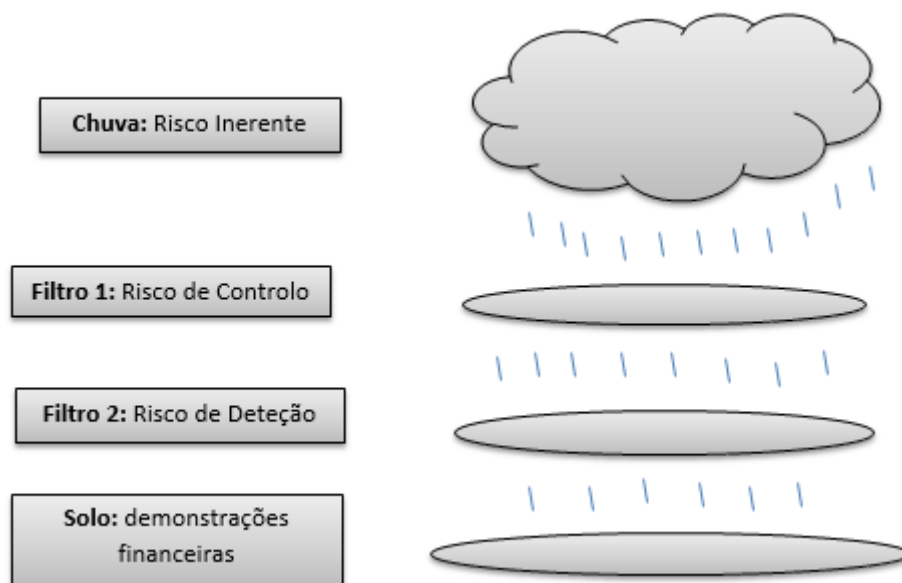 Chuva: Risco Inerente
Filtro 1: Risco de Controlo
Filtro 2: Risco de Deteção
Solo: demonstrações
financeiras